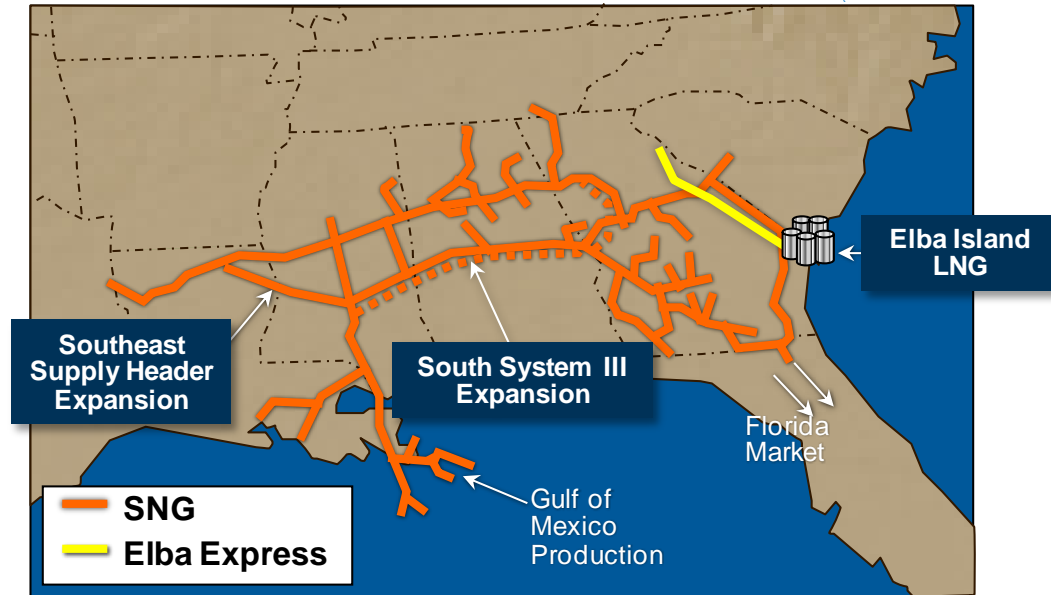 Elba Island
LNG
Southeast
Supply Header
Expansion
South System III
Expansion
Florida
Market
Gulf of
Mexico
Production
SNG
Elba Express